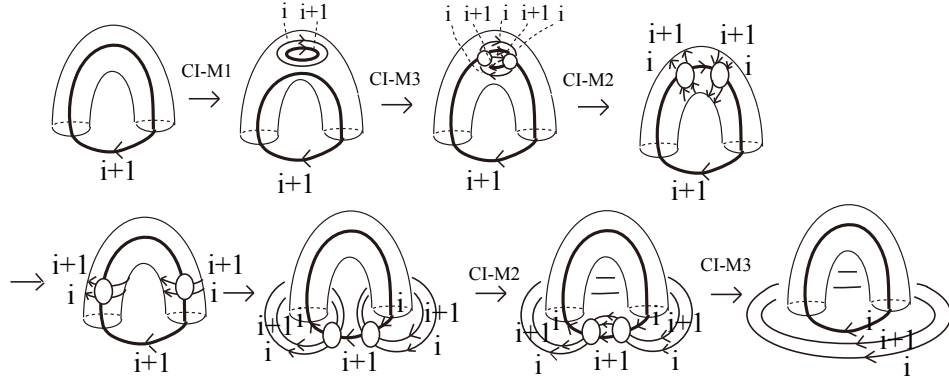 i i+1
i i+1 i i+1 i
i+1 i+1
i i
CI-M1 CI-M3 CI-M2
i+1 i+1 i+1 i+1
i+1 i+1
i i
CI-M2 CI-M3
i i i i i
i+1 i+1 i+1 i+1 i+1
i i i i i
i+1 i+1 i+1